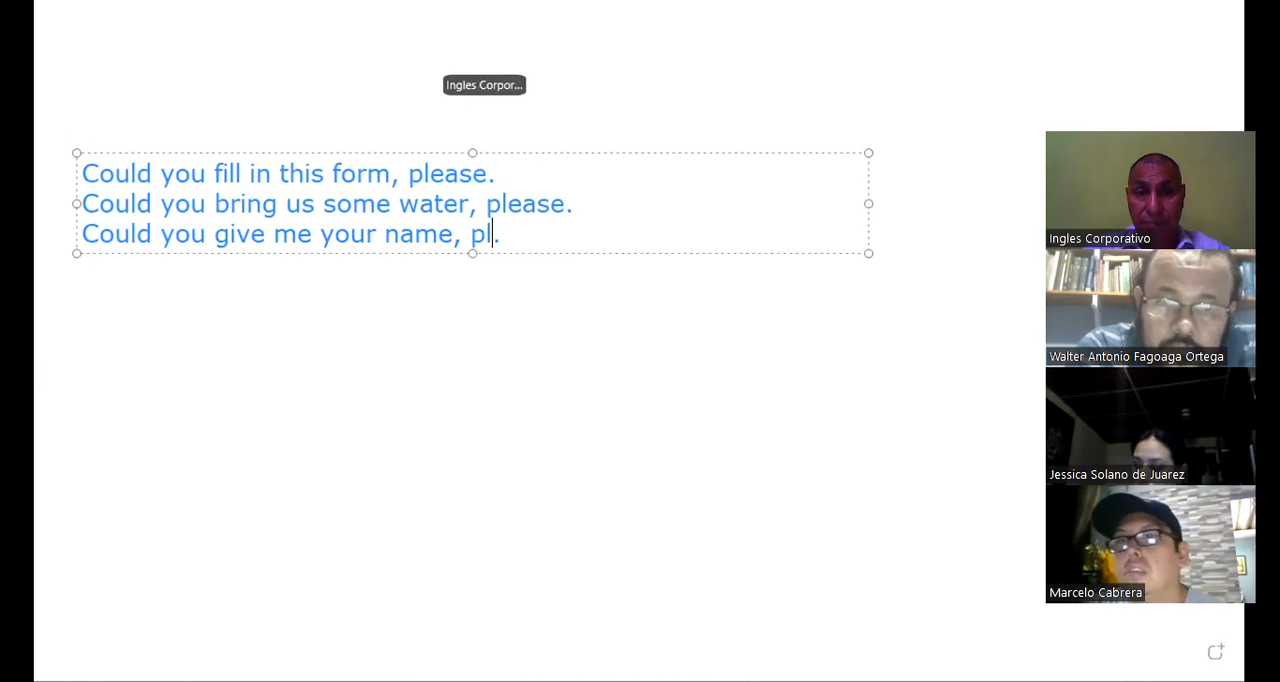 Ingles Corpor...
Could you fill in this form, please.
Could you bring us some water, please.
Could you give me your name, pl.
Ingles Corporativo
Walter Antonio Fagoaga Ortega
Jessica Solano de Juarez
Marcelo Cabrera